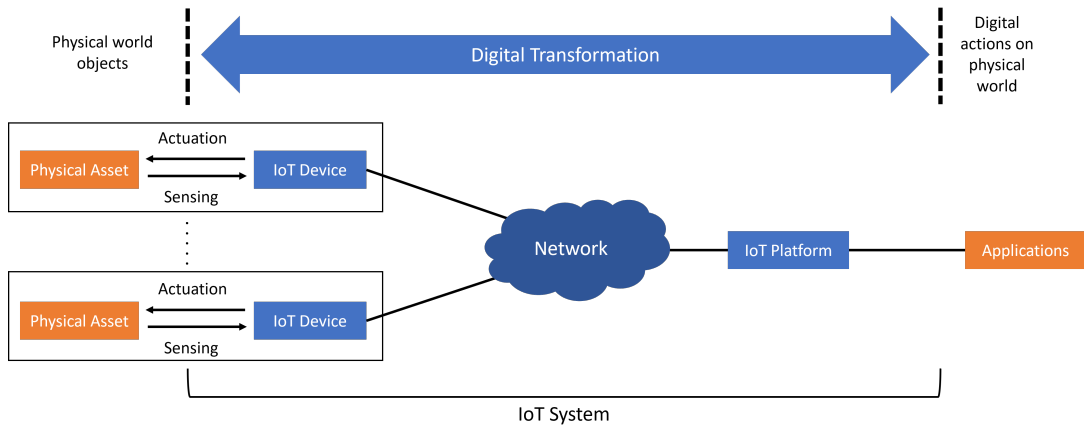 Physical world
objects
Digital Transformation
Digital
actions on
physical
world
Actuation
Physical Asset
IoT Device
Sensing
Network
IoT Platform
Applications
Actuation
Physical Asset
IoT Device
Sensing
IoT System